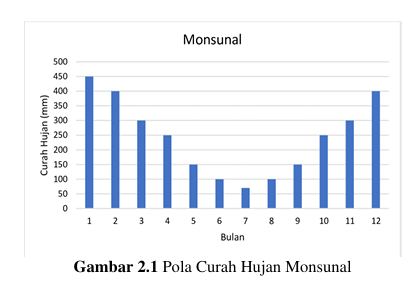 Monsunal
Curah Hujan (mm)
500
450
400
350
300
250
200
150
100
50
0
1 2 3 4 5 6 7 8 9 10 11 12
Bulan
Gambar 2.1 Pola Curah Hujan Monsunal